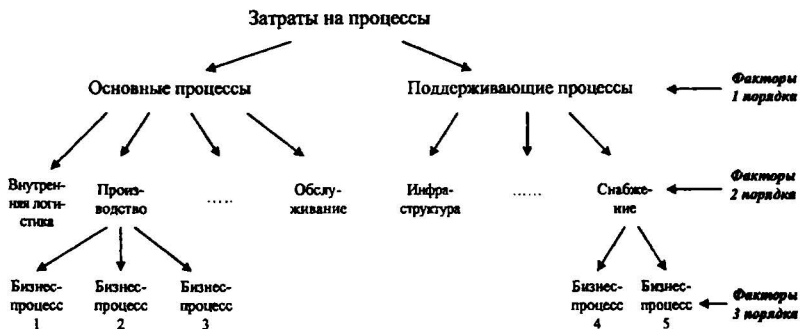 Затраты на процессы
Основные процессы
Поддерживающие процессы
Факторы
1 порядка
Внутрен-
няя логи-
стика
Произ-
водство
.....
Обслу-
живание
Инфра-
структура
......
Снабже-
ние
Факторы
2 порядка
Бизнес-
процесс
1
Бизнес-
процесс
2
Бизнес-
процесс
3
Бизнес-
процесс
4
Бизнес-
процесс
5
Факторы
3 порядка